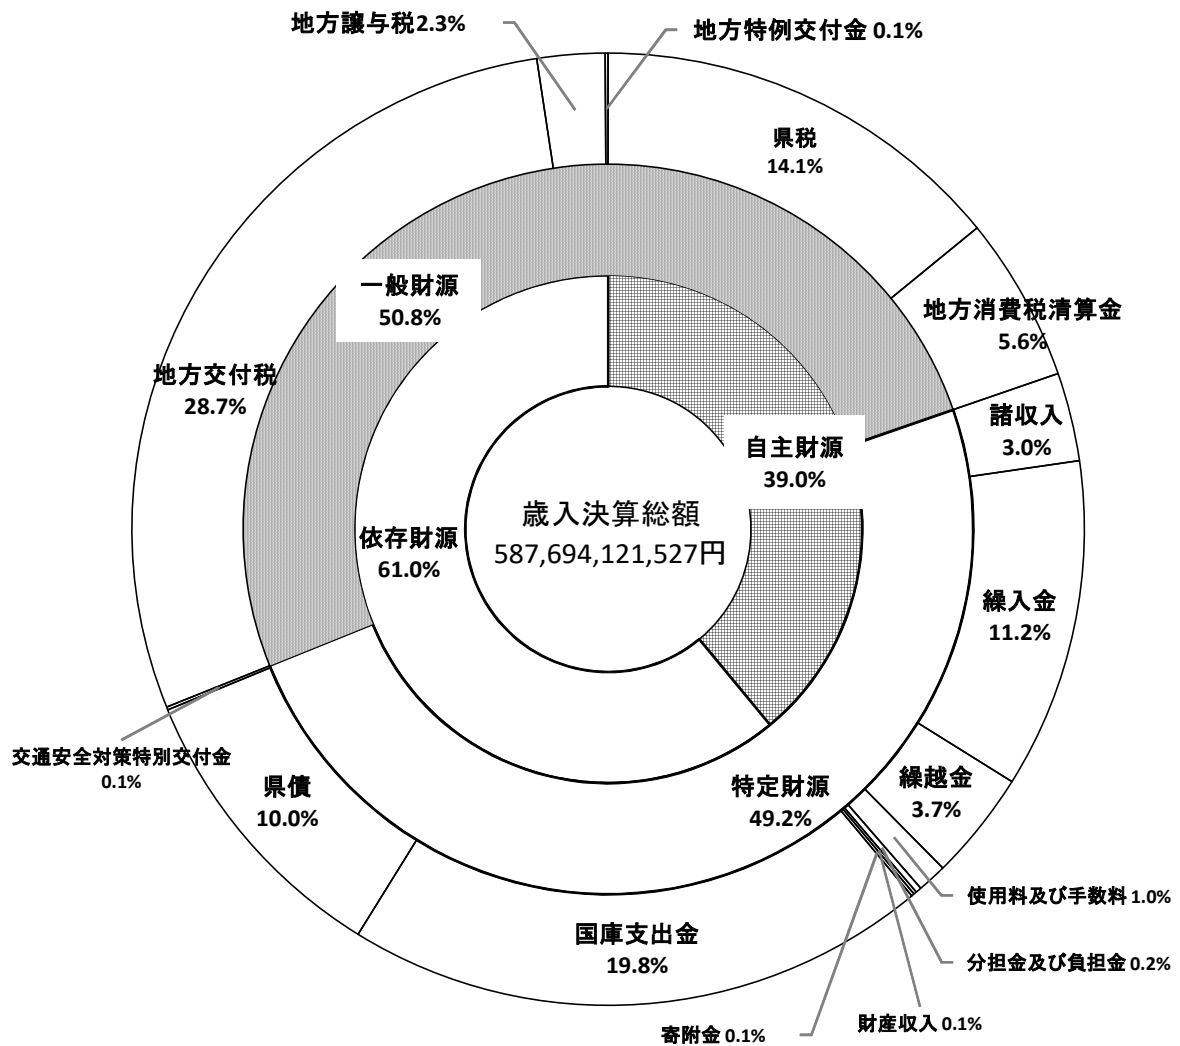 地方譲与税2.3%
地方特例交付金 0.1%
県税
14.1%
一般財源
50.8%
地方消費税清算金
5.6%
地方交付税
28.7%
諸収入
3.0%
自主財源
39.0%
歳入決算総額
587,694,121,527円
依存財源
61.0%
繰入金
11.2%
交通安全対策特別交付金
0.1%
県債
10.0%
特定財源
49.2%
繰越金
3.7%
使用料及び手数料 1.0%
国庫支出金
19.8%
分担金及び負担金 0.2%
財産収入 0.1%
寄附金 0.1%